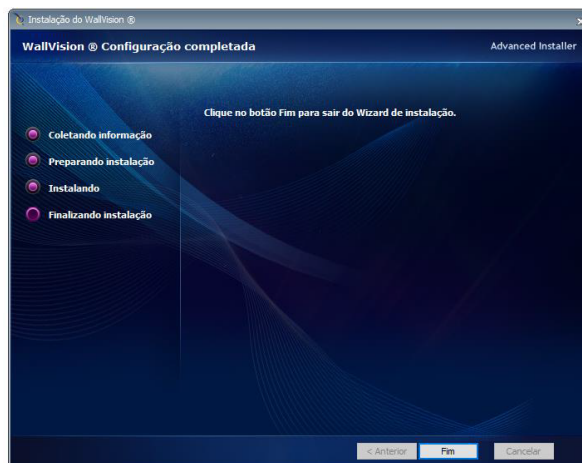 Instalação do WallVision ®
WallVision ® Configuração completada
Advanced Installer
Clique no botão Fim para sair do Wizard de instalação.
Coletando informação
Preparando instalação
Instalando
Finalizando instalação
< Anterior
Fim
Cancelar